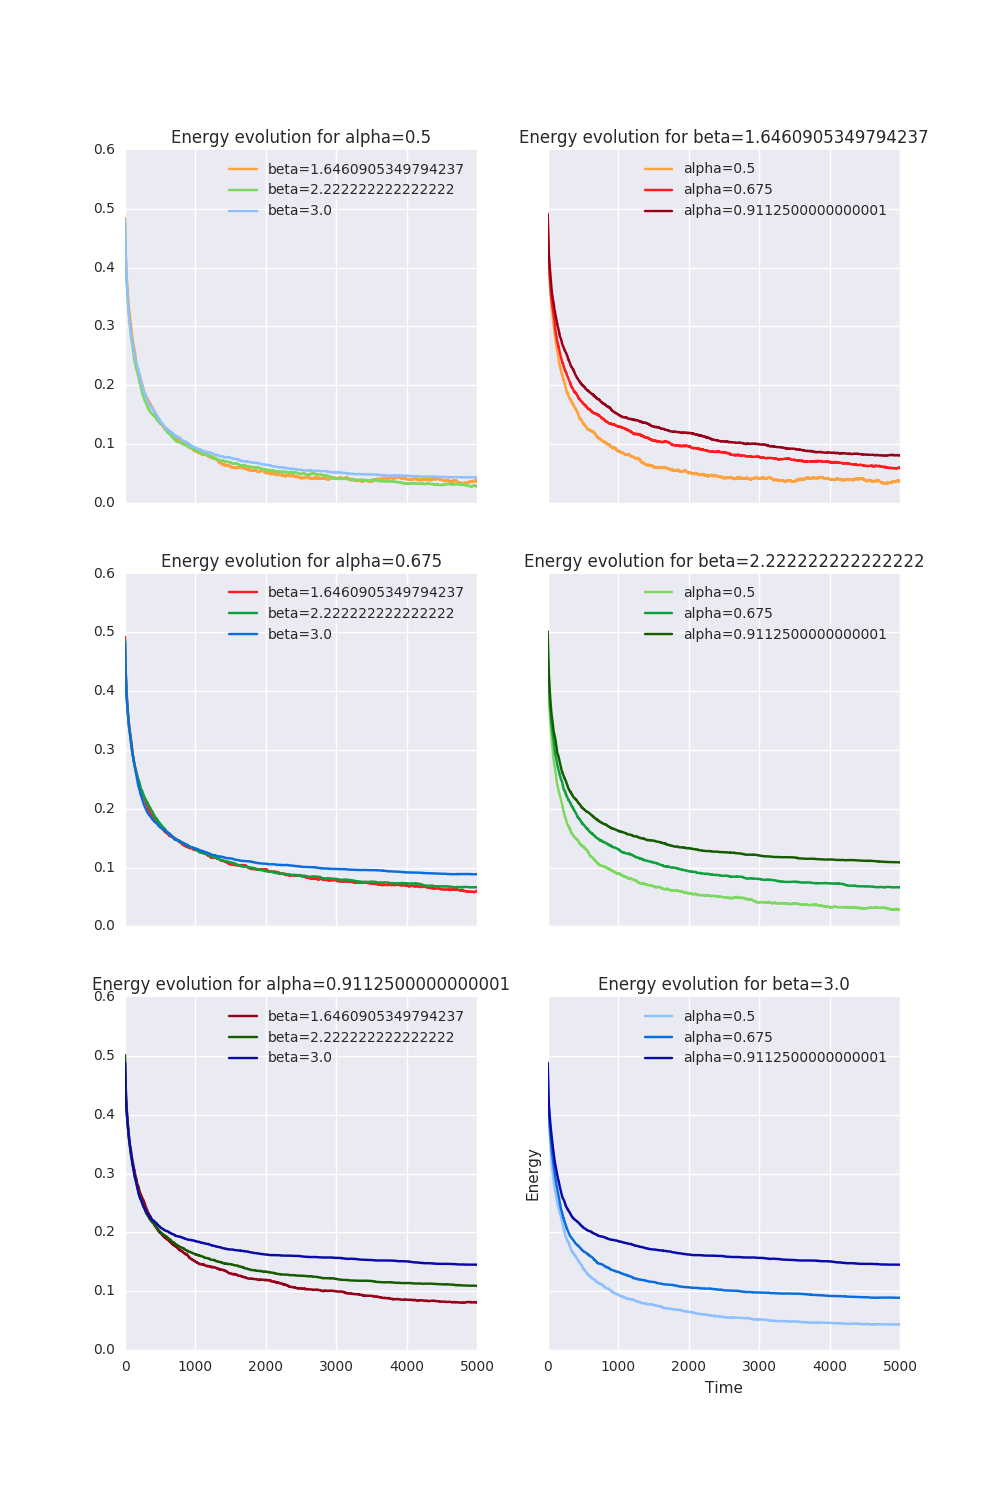 Energy evolution for alpha=0.5
0.6
0.5
0.4
0.3
0.2
0.1
0.0
beta=1.6460905349794237
beta=2.222222222222222
beta=3.0
Energy evolution for beta=1.6460905349794237
alpha=0.5
alpha=0.675
alpha=0.9112500000000001
Energy evolution for alpha=0.675
0.6
0.5
0.4
0.3
0.2
0.1
0.0
beta=1.6460905349794237
beta=2.222222222222222
beta=3.0
Energy evolution for beta=2.222222222222222
alpha=0.5
alpha=0.675
alpha=0.9112500000000001
Energy evolution for alpha=0.9112500000000001
0.6
0.5
0.4
0.3
0.2
0.1
0.0
beta=1.6460905349794237
beta=2.222222222222222
beta=3.0
0 1000 2000 3000 4000 5000
Energy evolution for beta=3.0
alpha=0.5
alpha=0.675
alpha=0.9112500000000001
Energy
0 1000 2000 3000 4000 5000
Time